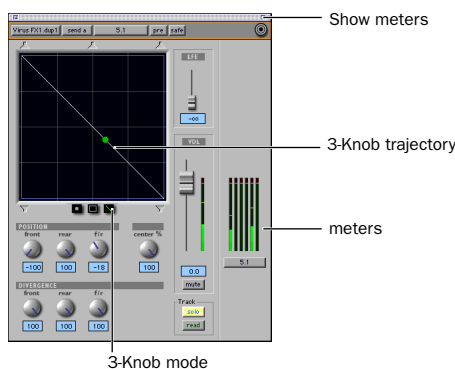 Show meters
Virus FX1.dup1 send a 5.1 pre safe
LFE
-∞
VOL
3-Knob trajectory
meters
5.1
POSITION
front rear f/r center %
-100 100 -18 100
0.0
mute
DIVERGENCE
front rear f/r
100 100 100
Track
solo
read
3-Knob mode